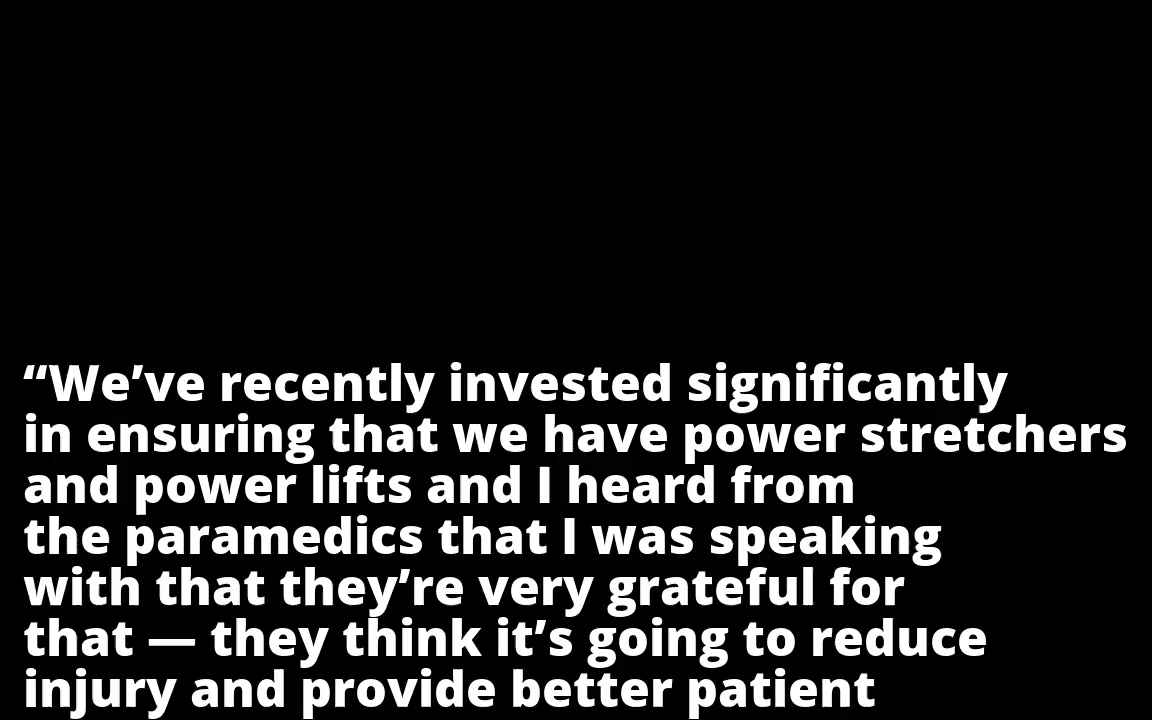 “We’ve recently invested significantly
in ensuring that we have power stretchers
and power lifts and I heard from
the paramedics that I was speaking
with that they’re very grateful for
that — they think it’s going to reduce
injury and provide better patient